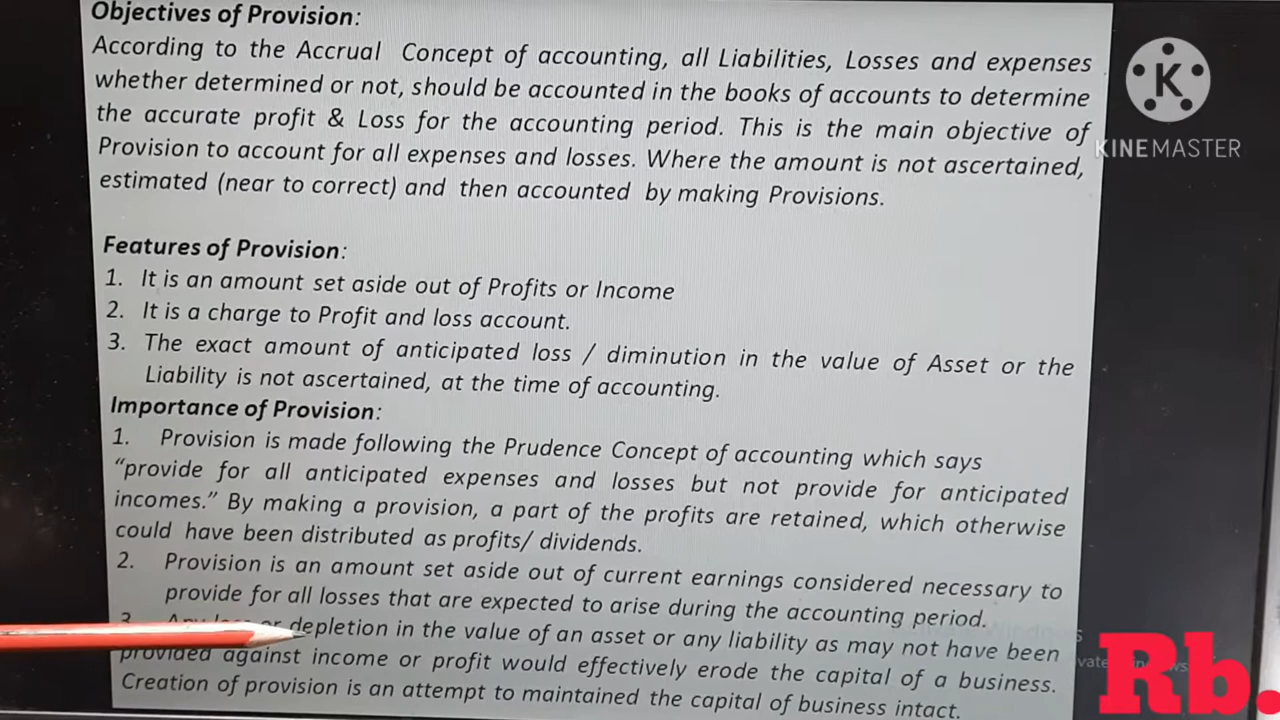 Objectives of Provision:
According to the Accrual Concept of accounting, all Liabilities, Losses and expenses
whether determined or not, should be accounted in the books of accounts to determine
the accurate profit & Loss for the accounting period. This is the main objective of
Provision to account for all expenses and losses. Where the amount is not ascertained,
estimated (near to correct) and then accounted by making Provisions.
Features of Provision:
1. It is an amount set aside out of Profits or Income
2. It is a charge to Profit and loss account.
3. The exact amount of anticipated loss / diminution in the value of Asset or the
Liability is not ascertained, at the time of accounting.
Importance of Provision:
1. Provision is made following the Prudence Concept of accounting which says
“provide for all anticipated expenses and losses but not provide for anticipated
incomes.” By making a provision, a part of the profits are retained, which otherwise
could have been distributed as profits/ dividends.
2. Provision is an amount set aside out of current earnings considered necessary to
provide for all losses that are expected to arise during the accounting period.
3. Any loss or depletion in the value of an asset or any liability as may not have been
provided against income or profit would effectively erode the capital of a business.
Creation of provision is an attempt to maintained the capital of business intact.
K
KINEMASTER
Rb.